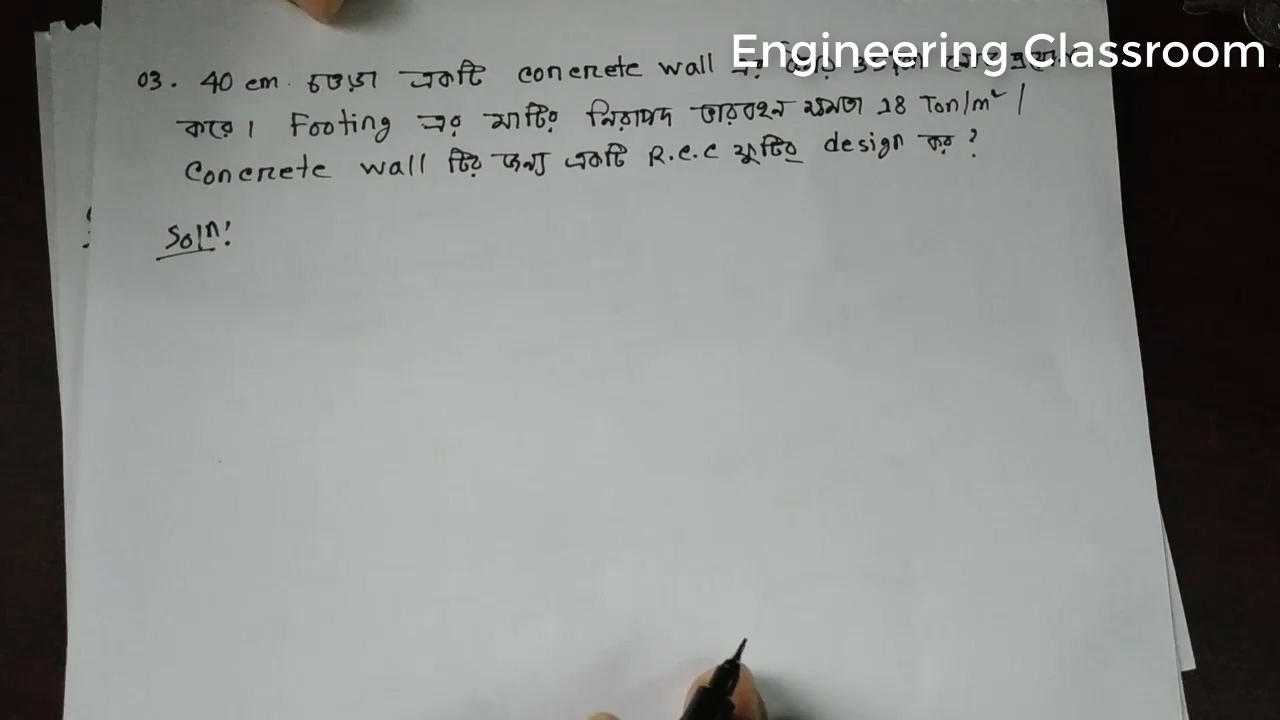 Engineering Classroom
03. 40 cm. চওড়া একটি concrete wall এর
করে। Footing এর মাটির নিরাপদ ভারবহন ক্ষমতা 18 Ton/m² |
Concrete wall টির জন্য একটি R.C.C ফুটিং design কর ?
Solⁿ: